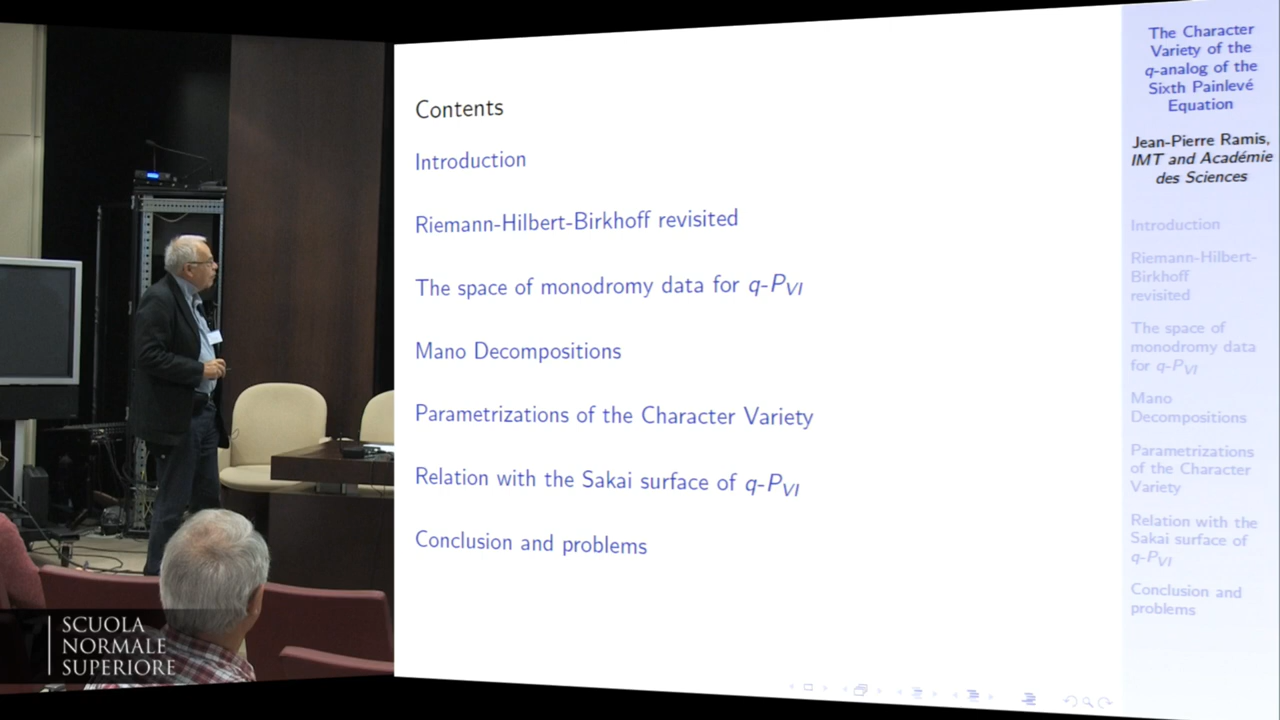 Contents
Introduction
Riemann-Hilbert-Birkhoff revisited
The space of monodromy data for q-PVI
Mano Decompositions
Parametrizations of the Character Variety
Relation with the Sakai surface of q-PVI
Conclusion and problems
The Character
Variety of the
q-analog of the
Sixth Painlevé
Equation
Jean-Pierre Ramis,
IMT and Académie
des Sciences
Introduction
Riemann-Hilbert-
Birkhoff
revisited
The space of
monodromy data
for q-PVI
Mano
Decompositions
Parametrizations
of the Character
Variety
Relation with the
Sakai surface of
q-PVI
Conclusion and
problems
SCUOLA
NORMALE
SUPERIORE